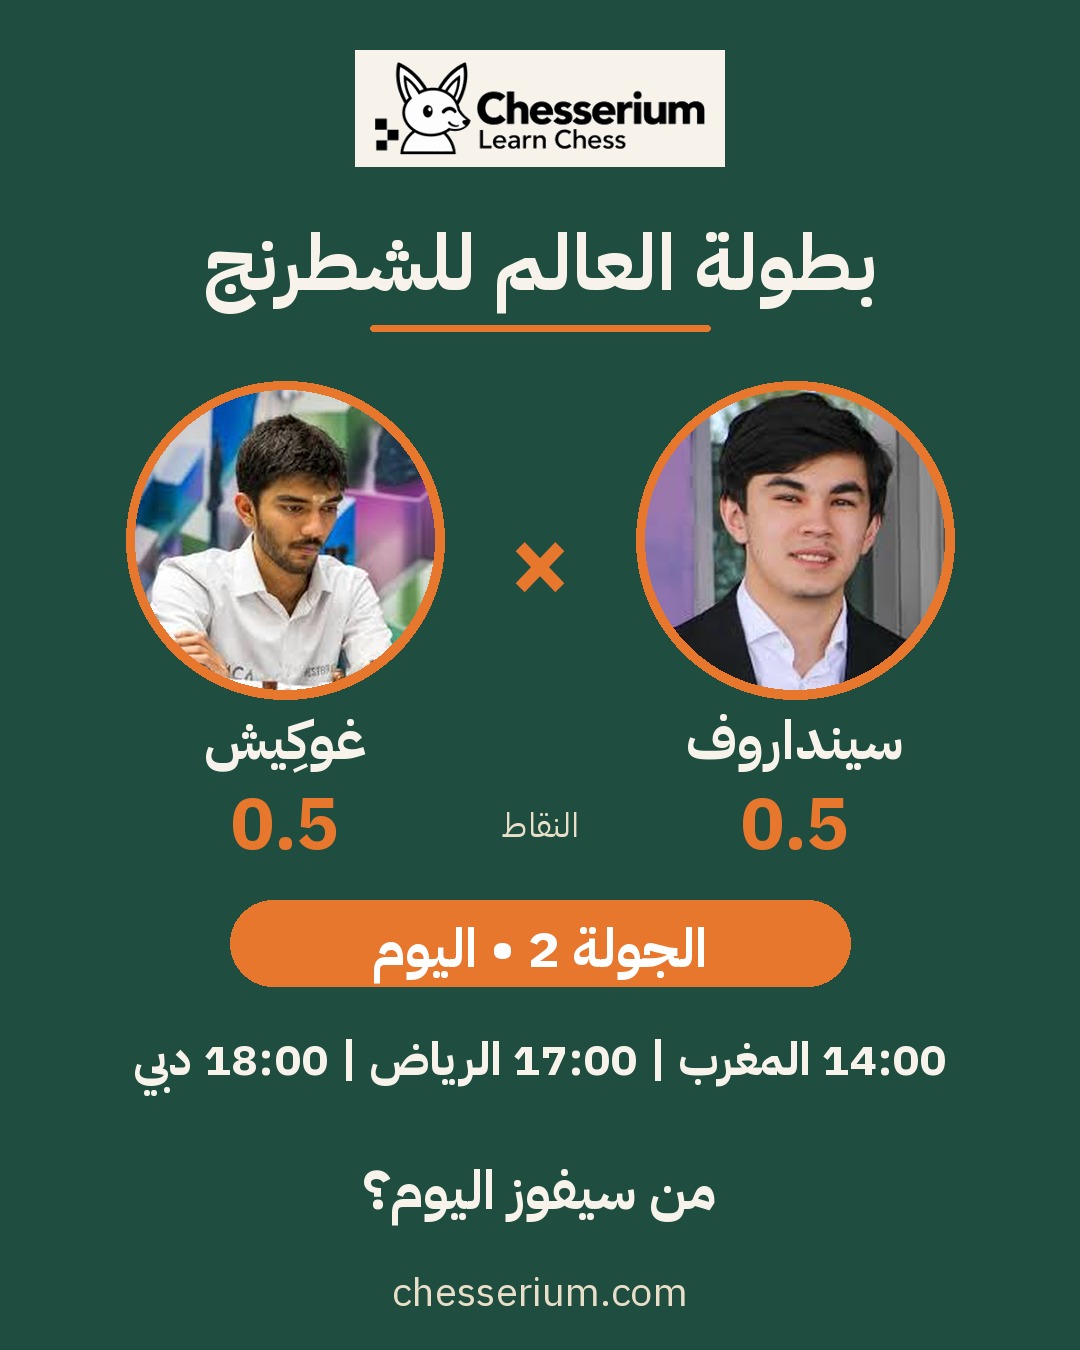 Chesserium
Learn Chess
بطولة العالم للشطرنج
×
سينداروف
غوكِيش
0.5 النقاط 0.5
الجولة 2 • اليوم
14:00 المغرب | 17:00 الرياض | 18:00 دبي
من سيفوز اليوم؟
chesserium.com